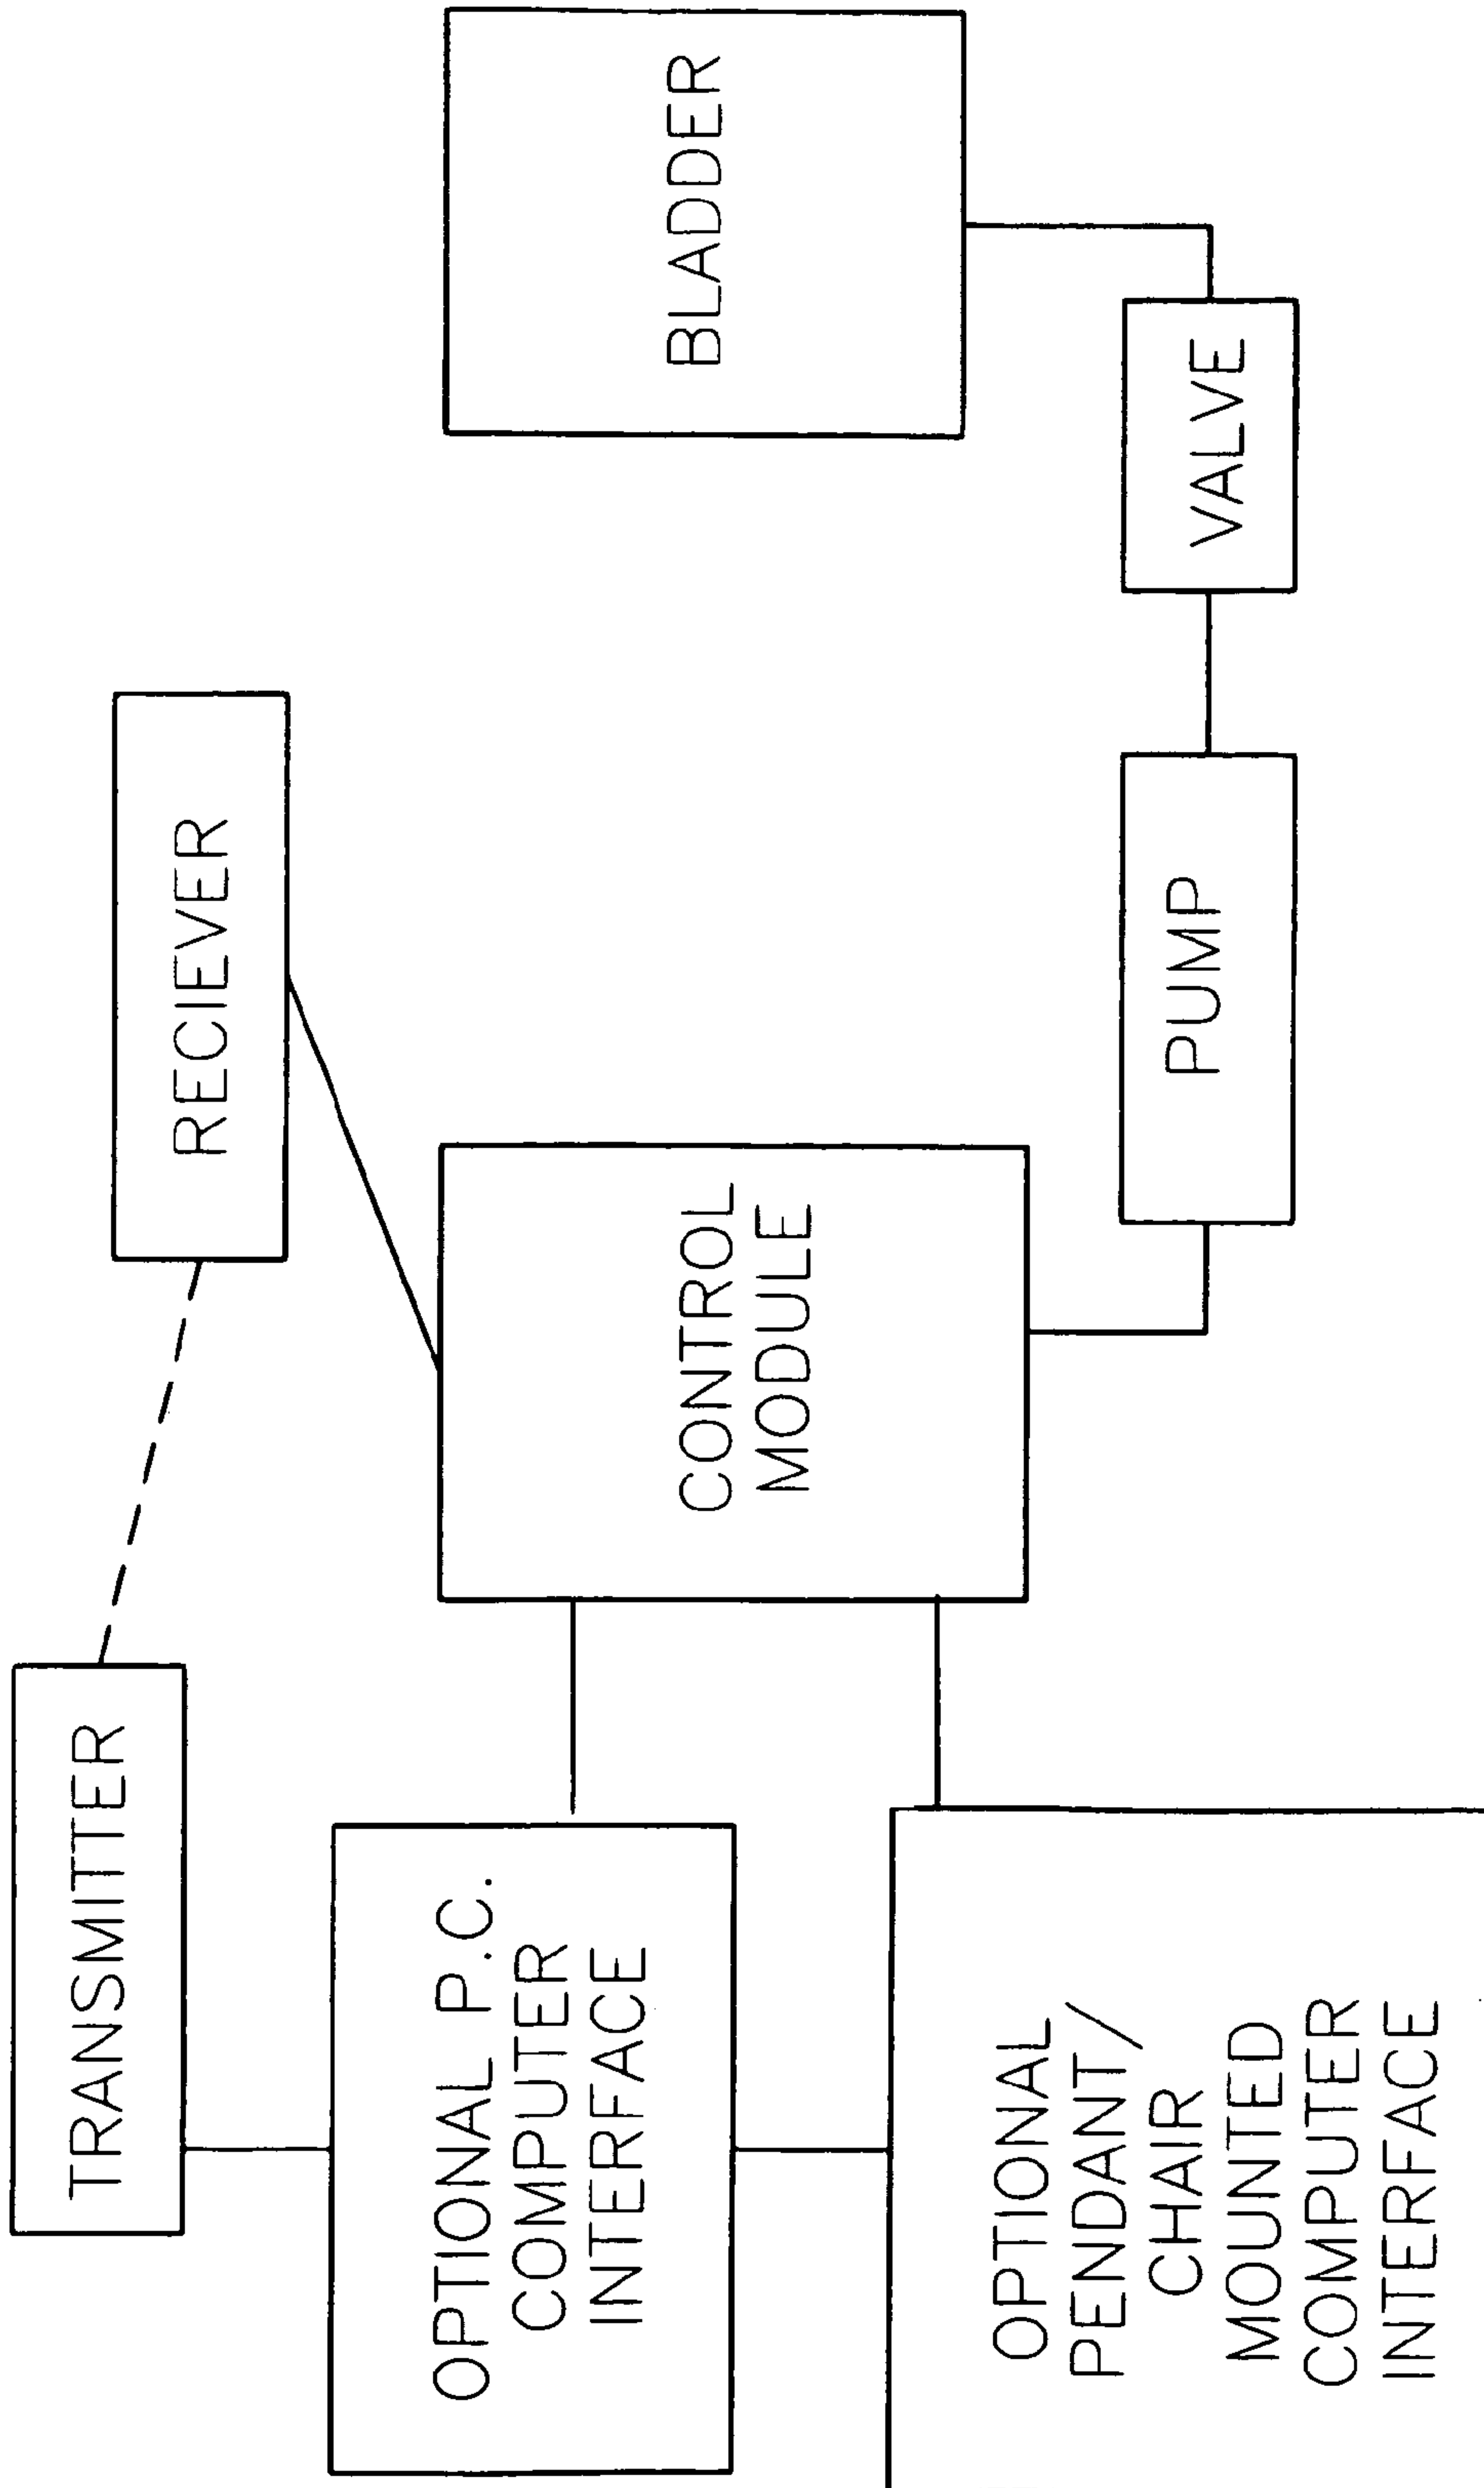 TRANSMITTER
RECIEVER
OPTIONAL P.C.
COMPUTER
INTERFACE
CONTROL
MODULE
BLADDER
OPTIONAL
PENDANT/
CHAIR
MOUNTED
COMPUTER
INTERFACE
PUMP
VALVE